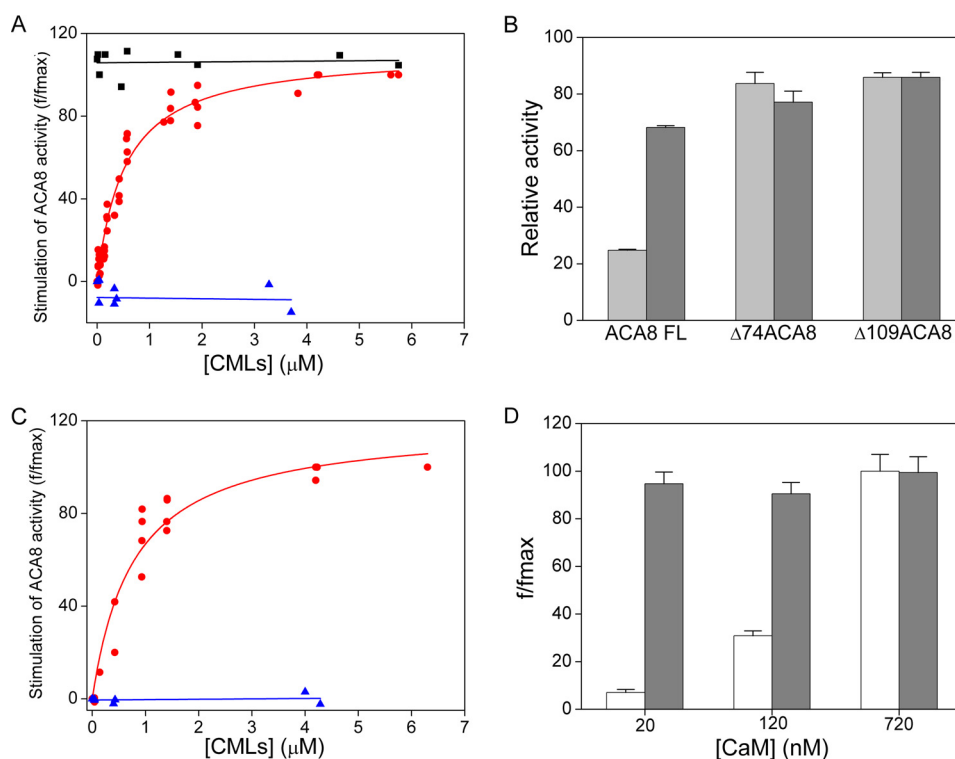 A
Stimulation of ACA8 activity (f/fmax)
120
80
40
0
0 1 2 3 4 5 6 7
[CMLs] (μM)
B
Relative activity
100
80
60
40
20
0
ACA8 FL Δ74ACA8 Δ109ACA8
C
Stimulation of ACA8 activity (f/fmax)
120
80
40
0
0 1 2 3 4 5 6 7
[CMLs] (μM)
D
f/fmax
120
100
80
60
40
20
0
20 120 720
[CaM] (nM)